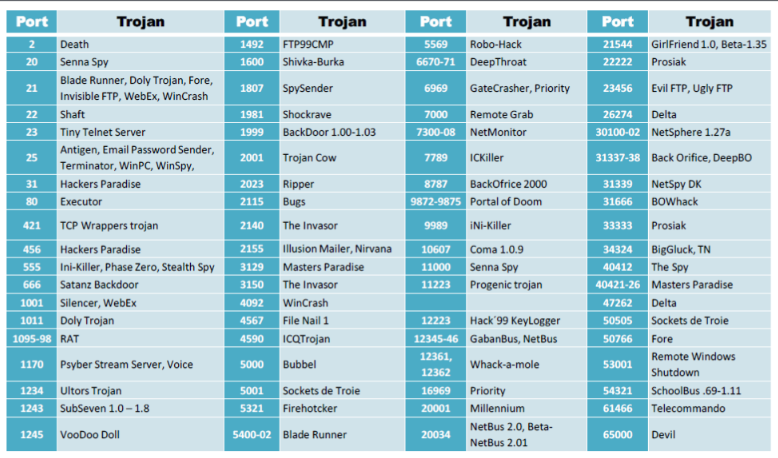 Port Trojan Port Trojan Port Trojan Port Trojan
2 Death 1492 FTP99CMP 5569 Robo-Hack 21544 GirlFriend 1.0, Beta-1.35
20 Senna Spy 1600 Shivka-Burka 6670-71 DeepThroat 22222 Prosiak
21 Blade Runner, Doly Trojan, Fore,
Invisible FTP, WebEx, WinCrash 1807 SpySender 6969 GateCrasher, Priority 23456 Evil FTP, Ugly FTP
22 Shaft 1981 Shockrave 7000 Remote Grab 26274 Delta
23 Tiny Telnet Server 1999 BackDoor 1.00-1.03 7300-08 NetMonitor 30100-02 NetSphere 1.27a
25 Antigen, Email Password Sender,
Terminator, WinPC, WinSpy, 2001 Trojan Cow 7789 ICKiller 31337-38 Back Orifice, DeepBO
31 Hackers Paradise 2023 Ripper 8787 BackOfrice 2000 31339 NetSpy DK
80 Executor 2115 Bugs 9872-9875 Portal of Doom 31666 BOWhack
421 TCP Wrappers trojan 2140 The Invasor 9989 iNi-Killer 33333 Prosiak
456 Hackers Paradise 2155 Illusion Mailer, Nirvana 10607 Coma 1.0.9 34324 BigGluck, TN
555 Ini-Killer, Phase Zero, Stealth Spy 3129 Masters Paradise 11000 Senna Spy 40412 The Spy
666 Satanz Backdoor 3150 The Invasor 11223 Progenic trojan 40421-26 Masters Paradise
1001 Silencer, WebEx 4092 WinCrash 47262 Delta
1011 Doly Trojan 4567 File Nail 1 12223 Hack´99 KeyLogger 50505 Sockets de Troie
1095-98 RAT 4590 ICQTrojan 12345-46 GabanBus, NetBus 50766 Fore
1170 Psyber Stream Server, Voice 5000 Bubbel 12361,
12362 Whack-a-mole 53001 Remote Windows
Shutdown
1234 Ultors Trojan 5001 Sockets de Troie 16969 Priority 54321 SchoolBus .69-1.11
1243 SubSeven 1.0 – 1.8 5321 Firehotcker 20001 Millennium 61466 Telecommando
1245 VooDoo Doll 5400-02 Blade Runner 20034 NetBus 2.0, Beta-
NetBus 2.01 65000 Devil